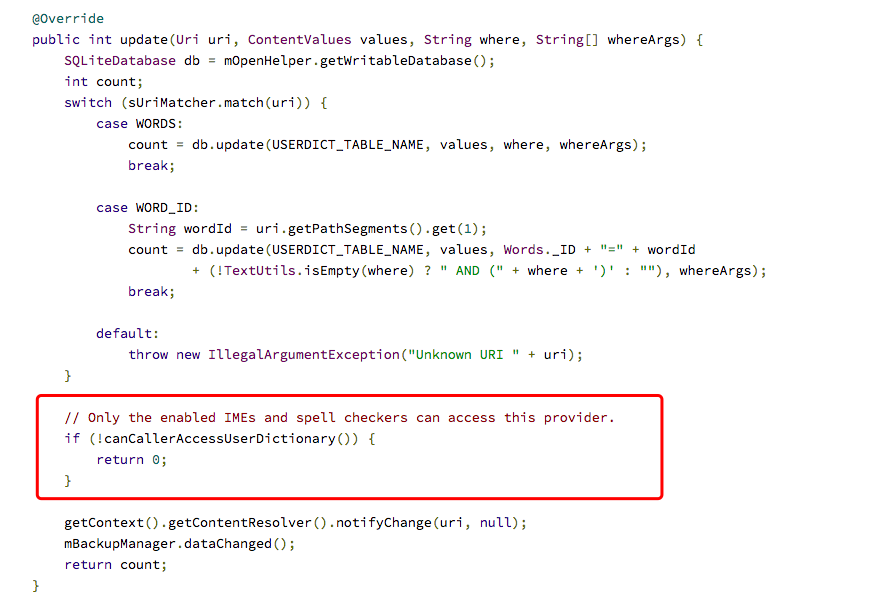 @Override
public int update(Uri uri, ContentValues values, String where, String[] whereArgs) {
    SQLiteDatabase db = mOpenHelper.getWritableDatabase();
    int count;
    switch (sUriMatcher.match(uri)) {
        case WORDS:
            count = db.update(USERDICT_TABLE_NAME, values, where, whereArgs);
            break;

        case WORD_ID:
            String wordId = uri.getPathSegments().get(1);
            count = db.update(USERDICT_TABLE_NAME, values, Words._ID + "=" + wordId
                    + (!TextUtils.isEmpty(where) ? " AND (" + where + ')' : ""), whereArgs);
            break;

        default:
            throw new IllegalArgumentException("Unknown URI " + uri);
    }

    // Only the enabled IMEs and spell checkers can access this provider.
    if (!canCallerAccessUserDictionary()) {
        return 0;
    }

    getContext().getContentResolver().notifyChange(uri, null);
    mBackupManager.dataChanged();
    return count;
}